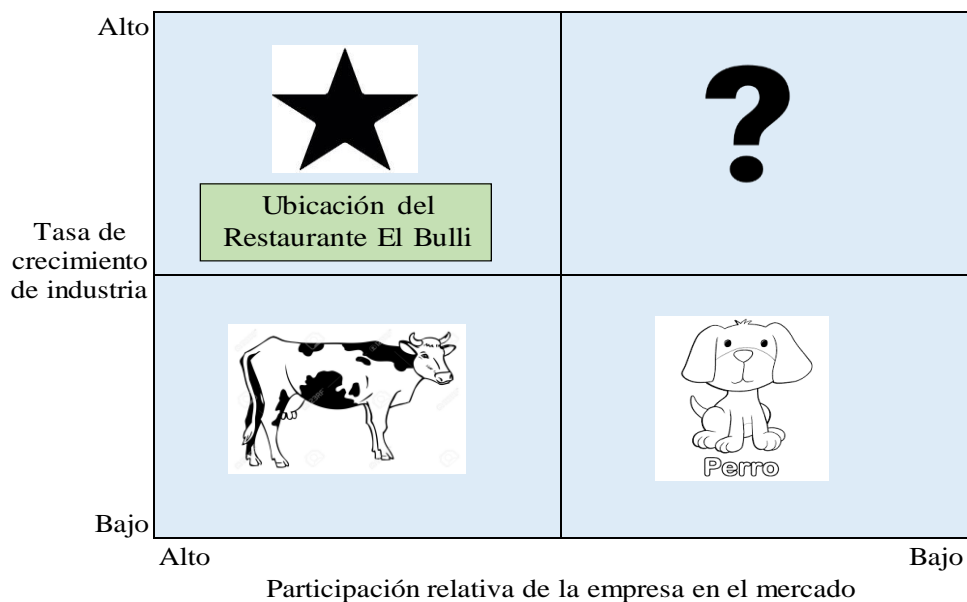 Alto
?
Ubicación del
Restaurante El Bulli
Tasa de
crecimiento
de industria
Perro
Bajo
Alto
Bajo
Participación relativa de la empresa en el mercado